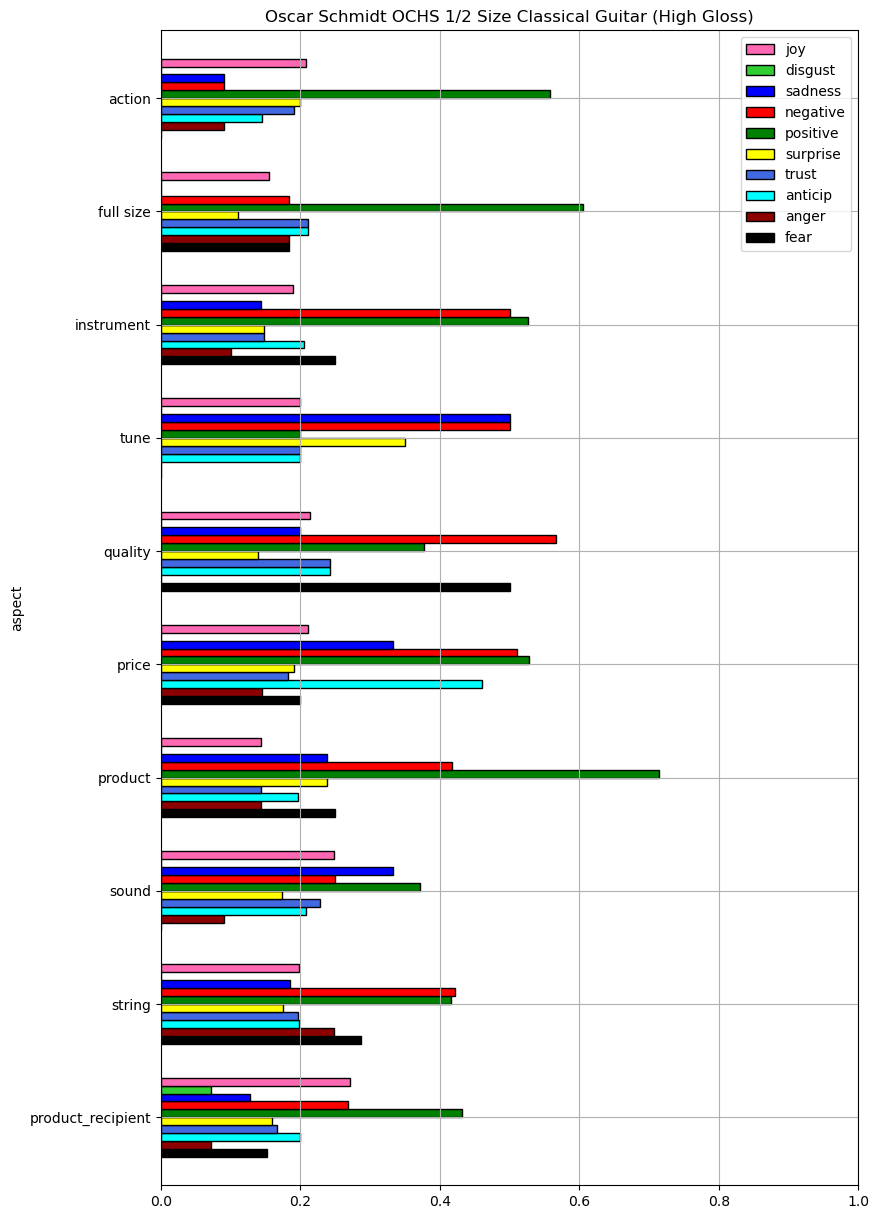 Oscar Schmidt OCHS 1/2 Size Classical Guitar (High Gloss)
joy
disgust
sadness
negative
positive
surprise
trust
anticip
anger
fear
action
full size
instrument
tune
quality
price
product
sound
string
product_recipient
aspect
0.0 0.2 0.4 0.6 0.8 1.0